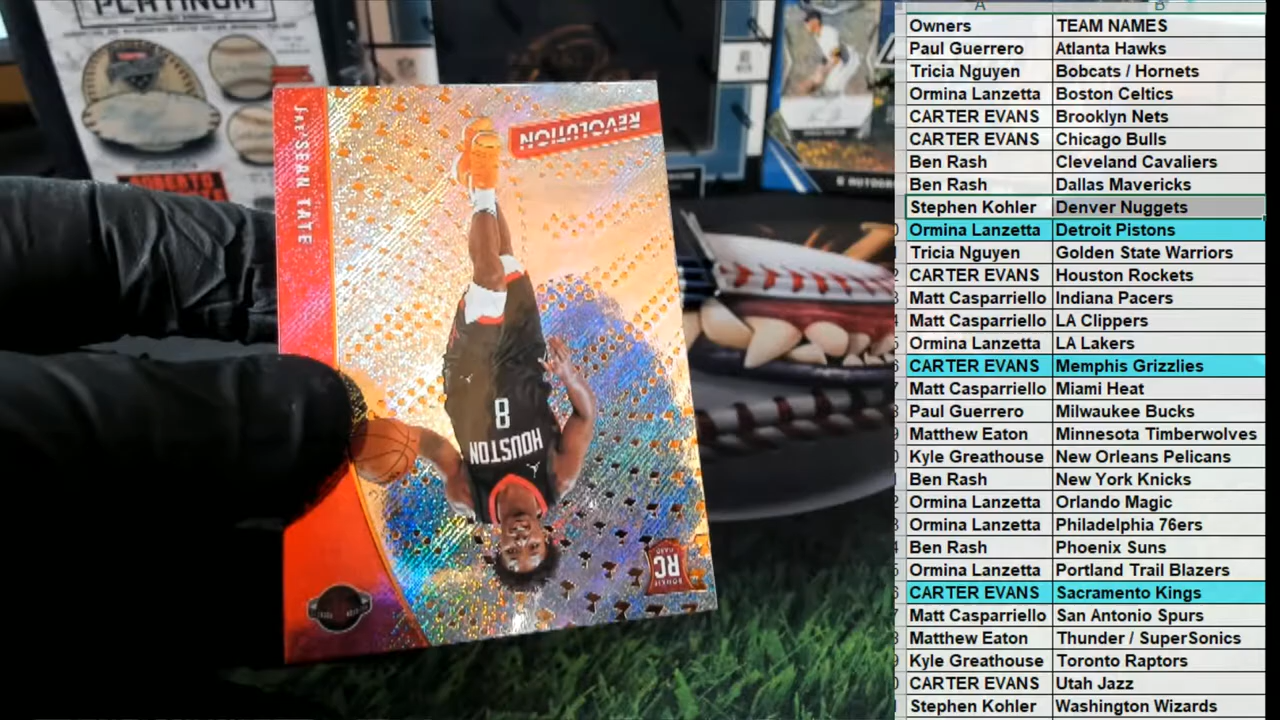 PLATINUM
REVOLUTION
JAE'SEAN TATE
8
HOUSTON
RC
A B
Owners TEAM NAMES
Paul Guerrero Atlanta Hawks
Tricia Nguyen Bobcats / Hornets
Ormina Lanzetta Boston Celtics
CARTER EVANS Brooklyn Nets
CARTER EVANS Chicago Bulls
Ben Rash Cleveland Cavaliers
Ben Rash Dallas Mavericks
Stephen Kohler Denver Nuggets
Ormina Lanzetta Detroit Pistons
Tricia Nguyen Golden State Warriors
CARTER EVANS Houston Rockets
Matt Casparriello Indiana Pacers
Matt Casparriello LA Clippers
Ormina Lanzetta LA Lakers
CARTER EVANS Memphis Grizzlies
Matt Casparriello Miami Heat
Paul Guerrero Milwaukee Bucks
Matthew Eaton Minnesota Timberwolves
Kyle Greathouse New Orleans Pelicans
Ben Rash New York Knicks
Ormina Lanzetta Orlando Magic
Ormina Lanzetta Philadelphia 76ers
Ben Rash Phoenix Suns
Ormina Lanzetta Portland Trail Blazers
CARTER EVANS Sacramento Kings
Matt Casparriello San Antonio Spurs
Matthew Eaton Thunder / SuperSonics
Kyle Greathouse Toronto Raptors
CARTER EVANS Utah Jazz
Stephen Kohler Washington Wizards